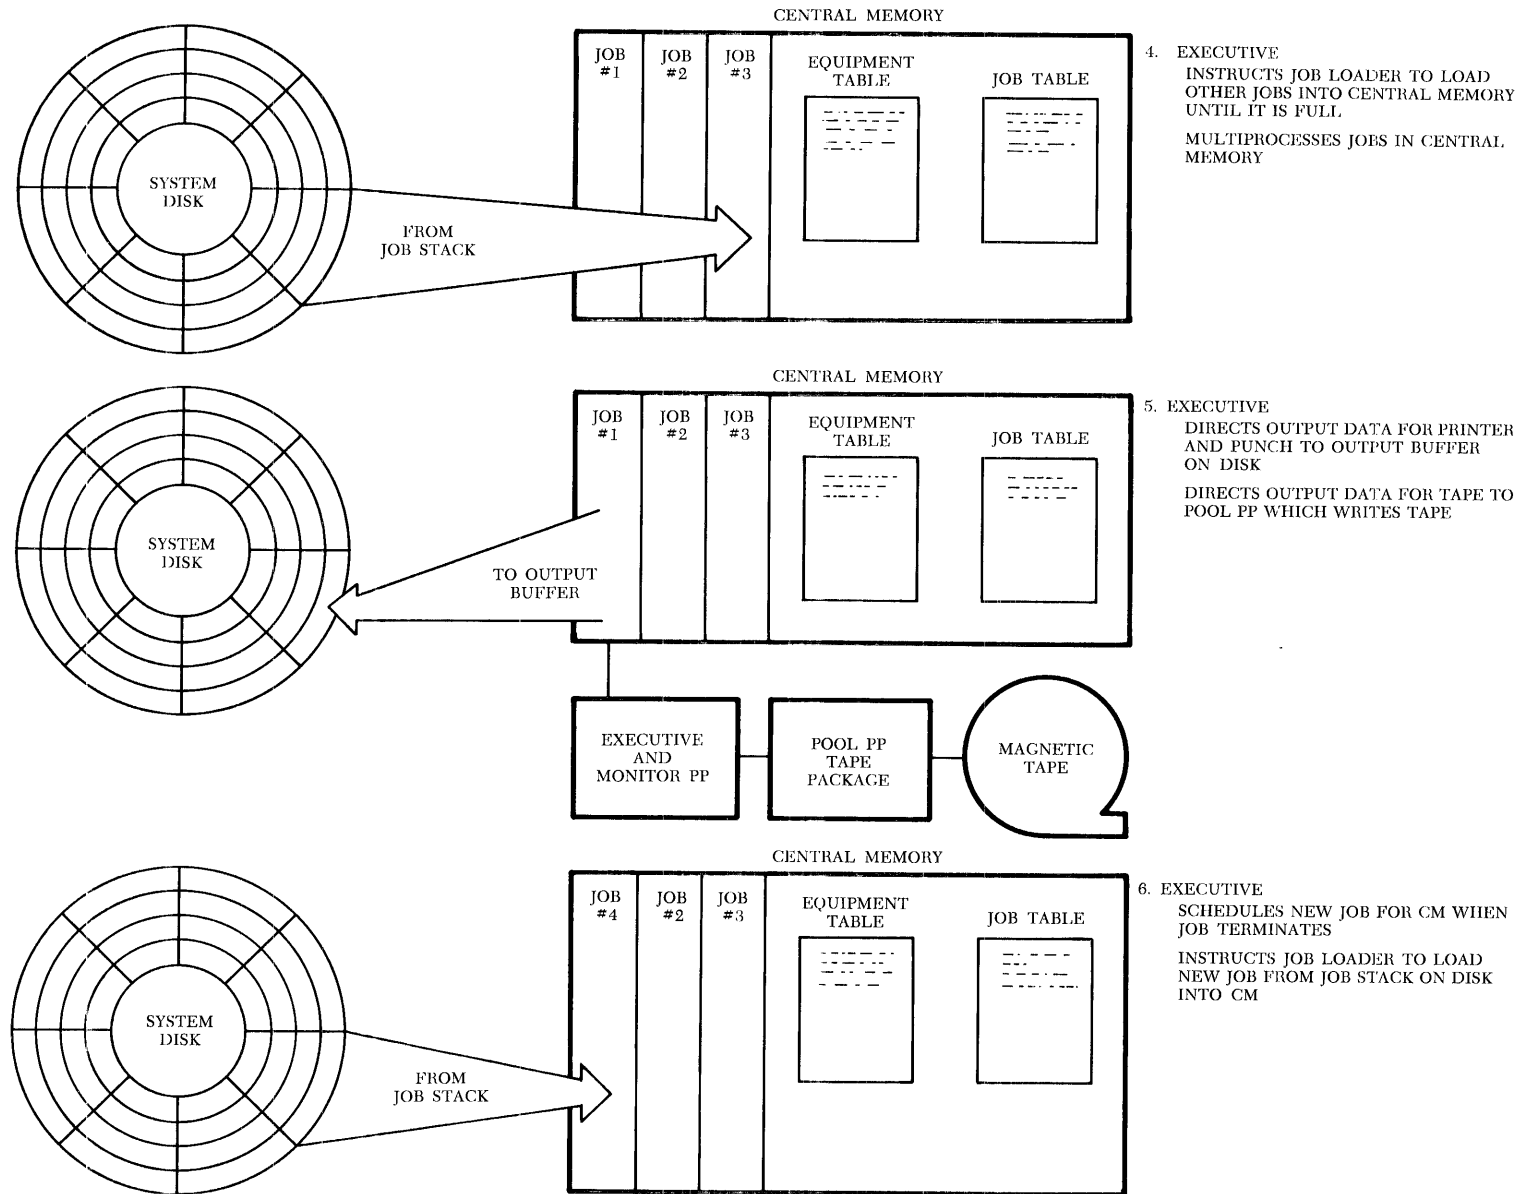 CENTRAL MEMORY
JOB
#1
JOB
#2
JOB
#3
EQUIPMENT
TABLE
JOB TABLE
SYSTEM
DISK
FROM
JOB STACK
4. EXECUTIVE
INSTRUCTS JOB LOADER TO LOAD
OTHER JOBS INTO CENTRAL MEMORY
UNTIL IT IS FULL
MULTIPROCESSES JOBS IN CENTRAL
MEMORY
CENTRAL MEMORY
JOB
#1
JOB
#2
JOB
#3
EQUIPMENT
TABLE
JOB TABLE
SYSTEM
DISK
TO OUTPUT
BUFFER
5. EXECUTIVE
DIRECTS OUTPUT DATA FOR PRINTER
AND PUNCH TO OUTPUT BUFFER
ON DISK
DIRECTS OUTPUT DATA FOR TAPE TO
POOL PP WHICH WRITES TAPE
EXECUTIVE
AND
MONITOR PP
POOL PP
TAPE
PACKAGE
MAGNETIC
TAPE
CENTRAL MEMORY
JOB
#4
JOB
#2
JOB
#3
EQUIPMENT
TABLE
JOB TABLE
SYSTEM
DISK
FROM
JOB STACK
6. EXECUTIVE
SCHEDULES NEW JOB FOR CM WHEN
JOB TERMINATES
INSTRUCTS JOB LOADER TO LOAD
NEW JOB FROM JOB STACK ON DISK
INTO CM